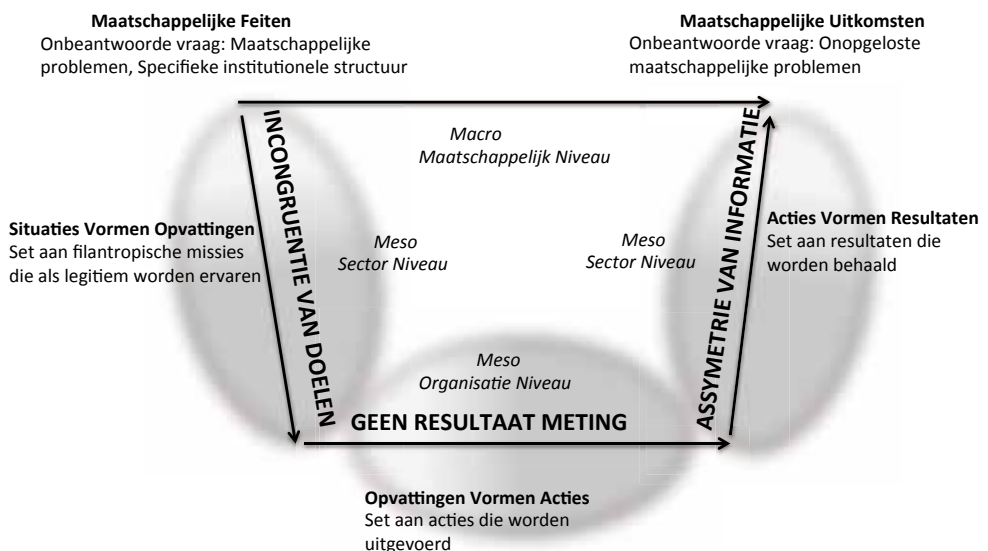 Maatschappelijke Feiten
Onbeantwoorde vraag: Maatschappelijke
problemen, Specifieke institutionele structuur
Maatschappelijke Uitkomsten
Onbeantwoorde vraag: Onopgeloste
maatschappelijke problemen
Macro
Maatschappelijk Niveau
INCONGRUENTIE VAN DOELEN
ASSYMETRIE VAN INFORMATIE
Situaties Vormen Opvattingen
Set aan filantropische missies
die als legitiem worden ervaren
Meso
Sector Niveau
Meso
Sector Niveau
Acties Vormen Resultaten
Set aan resultaten die
worden behaald
Meso
Organisatie Niveau
GEEN RESULTAAT METING
Opvattingen Vormen Acties
Set aan acties die worden
uitgevoerd